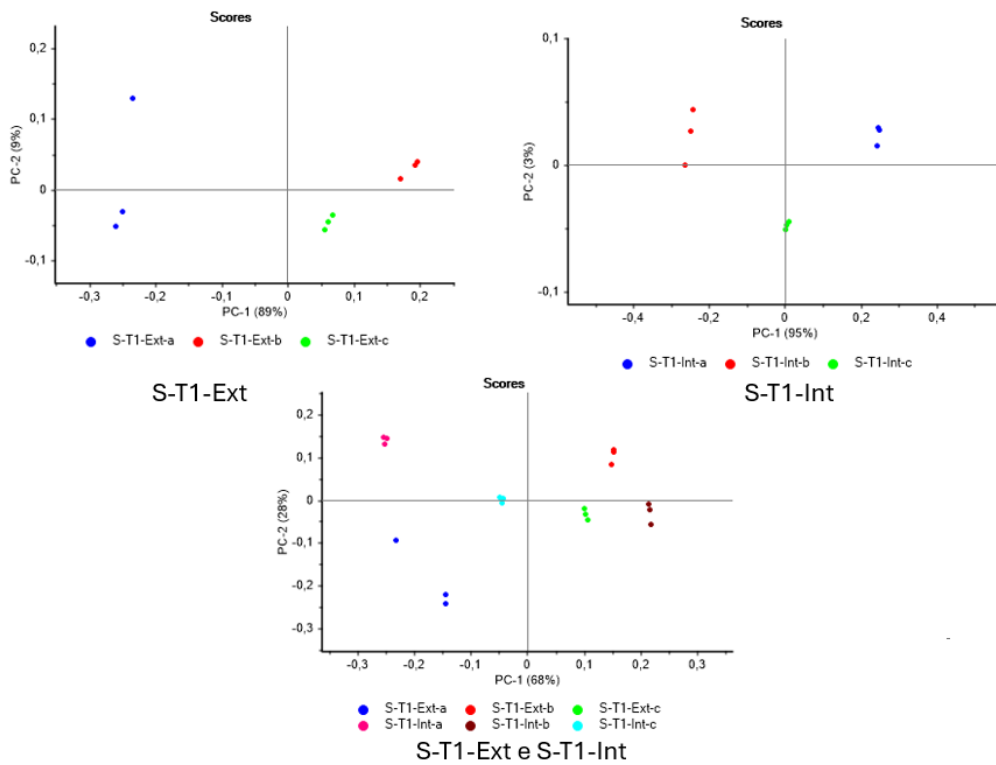 Scores
0,2
0,1
0
-0,1
PC-2 (9%)
-0,3 -0,2 -0,1 0 0,1 0,2
PC-1 (89%)
S-T1-Ext-a S-T1-Ext-b S-T1-Ext-c
S-T1-Ext
Scores
0,1
0
-0,1
PC-2 (3%)
-0,4 -0,2 0 0,2 0,4
PC-1 (95%)
S-T1-Int-a S-T1-Int-b S-T1-Int-c
S-T1-Int
Scores
0,2
0,1
0
-0,1
-0,2
-0,3
PC-2 (28%)
-0,3 -0,2 -0,1 0 0,1 0,2 0,3
PC-1 (68%)
S-T1-Ext-a S-T1-Ext-b S-T1-Ext-c
S-T1-Int-a S-T1-Int-b S-T1-Int-c
S-T1-Ext e S-T1-Int